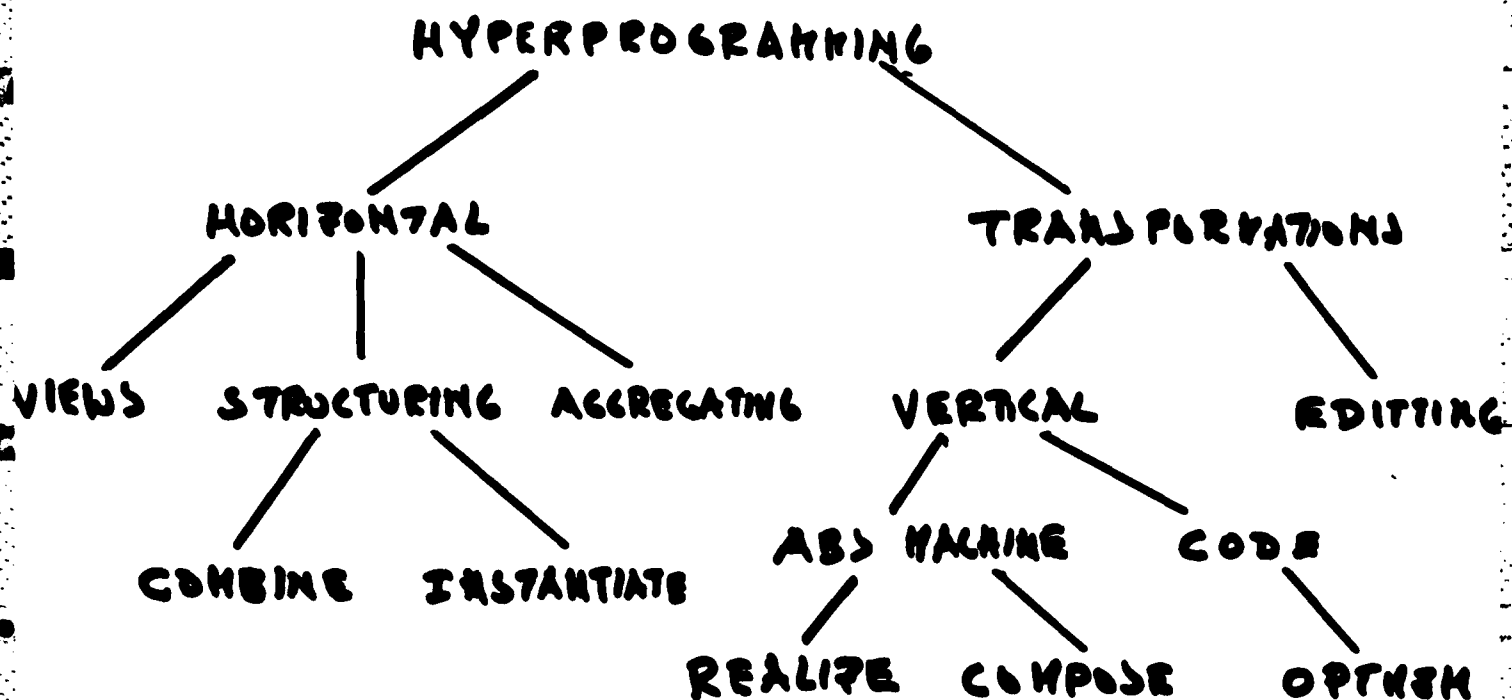 HYPERPROGRAMMING
HORIZONTAL TRANSFORMATIONS
VIEWS STRUCTURING AGGREGATING VERTICAL EDITTING
ABS MACHINE CODE
COMBINE INSTANTIATE
REALIZE COMPOSE